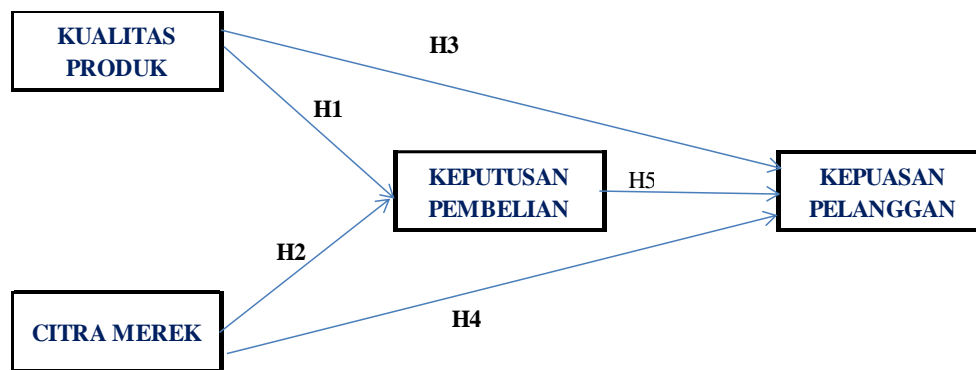 KUALITAS
PRODUK
H3
H1
KEPUTUSAN
PEMBELIAN
H5
KEPUASAN
PELANGGAN
H2
CITRA MEREK
H4